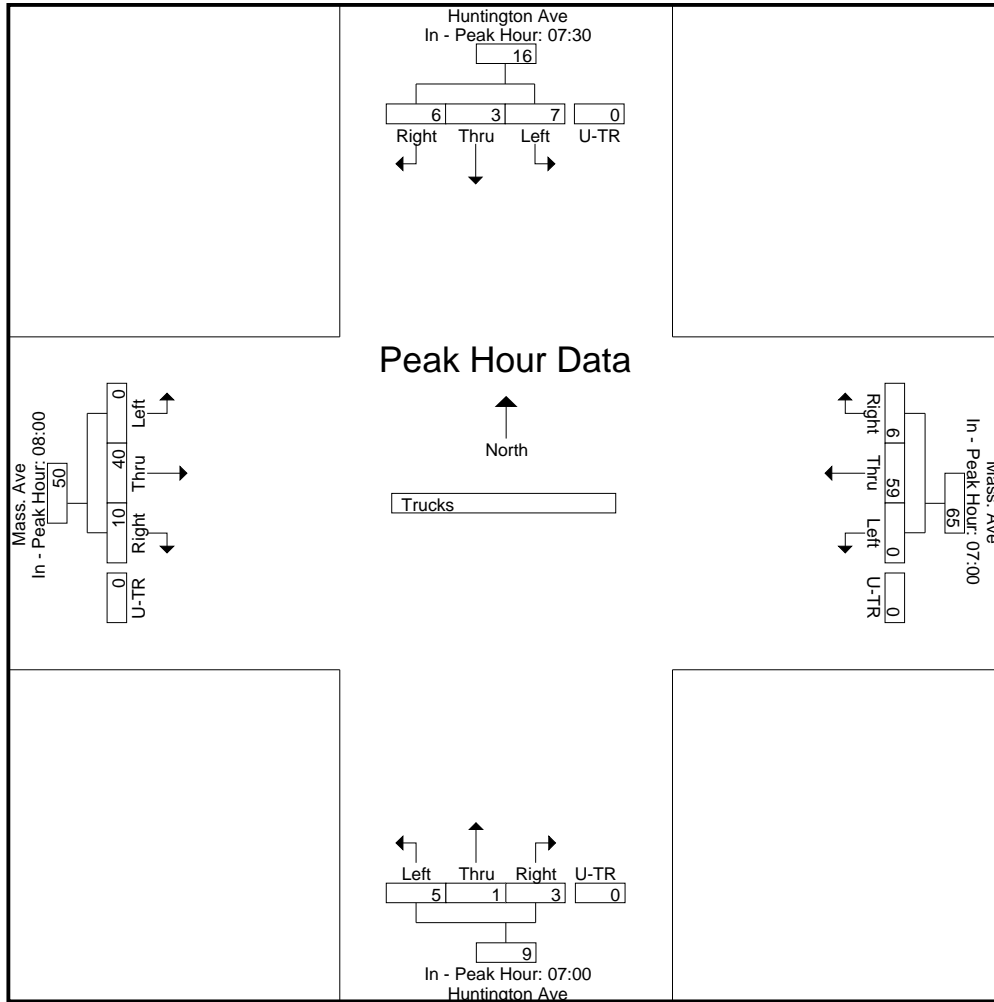 Huntington Ave
In - Peak Hour: 07:30
16
6 3 7 0
Right Thru Left U-TR
Peak Hour Data
North
Trucks
Mass. Ave
In - Peak Hour: 08:00
50
0 40 10 0
Left Thru Right U-TR
Mass. Ave
In - Peak Hour: 07:00
65
6 59 0 0
Right Thru Left U-TR
Left Thru Right U-TR
5 1 3 0
9
In - Peak Hour: 07:00
Huntington Ave